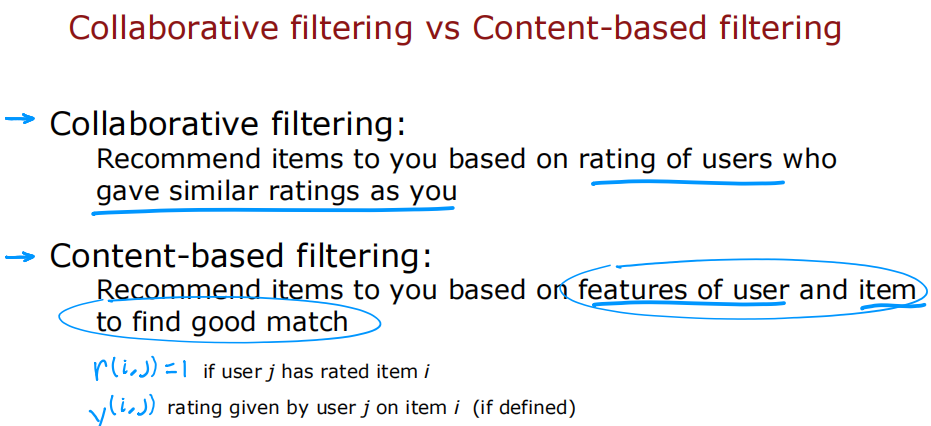 Collaborative filtering vs Content-based filtering
→ Collaborative filtering:
Recommend items to you based on rating of users who
gave similar ratings as you
→ Content-based filtering:
Recommend items to you based on features of user and item
to find good match
r(i,j)=1 if user j has rated item i
y(i,j) rating given by user j on item i (if defined)